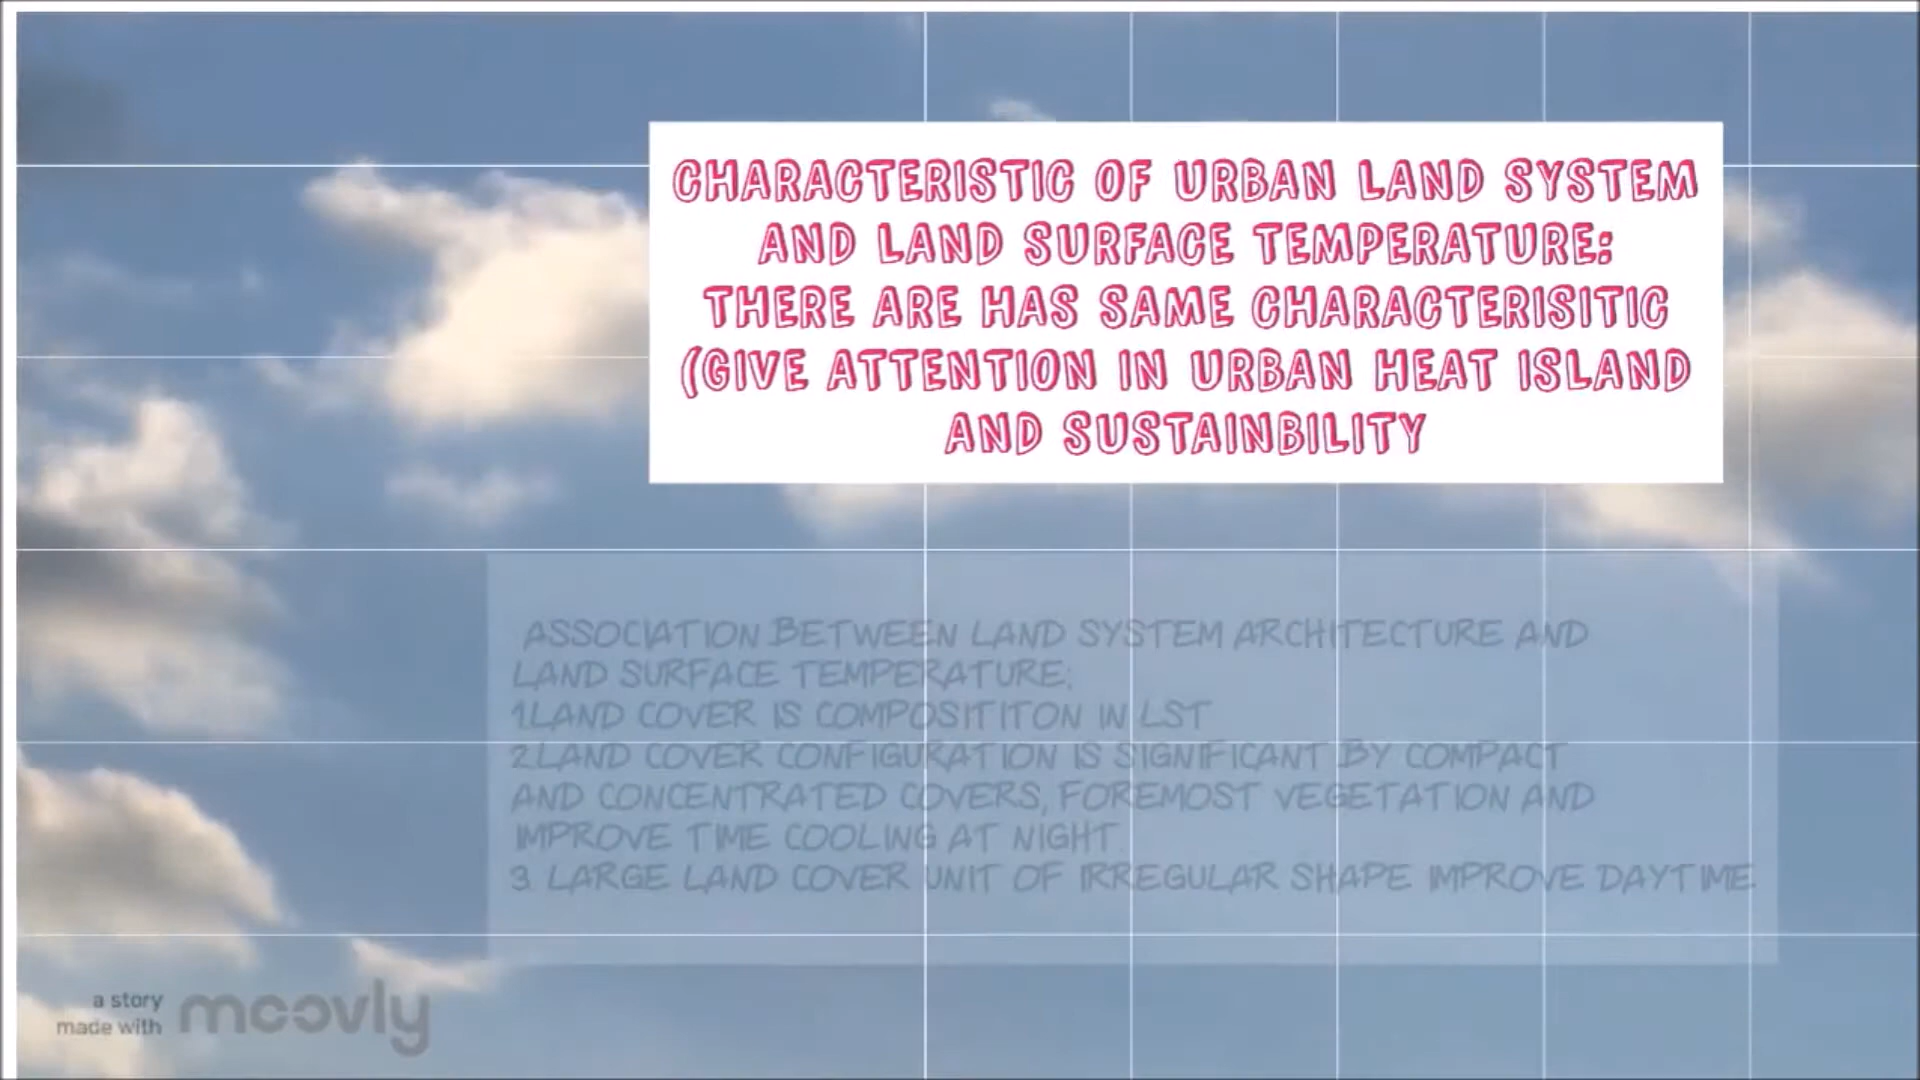 CHARACTERISTIC OF URBAN LAND SYSTEM
AND LAND SURFACE TEMPERATURE:
THERE ARE HAS SAME CHARACTERISITIC
(GIVE ATTENTION IN URBAN HEAT ISLAND
AND SUSTAINBILITY
ASSOCIATION BETWEEN LAND SYSTEM ARCHITECTURE AND
LAND SURFACE TEMPERATURE:
1.LAND COVER IS COMPOSITITON IN LST
2.LAND COVER CONFIGURATION IS SIGNIFICANT BY COMPACT
AND CONCENTRATED COVERS, FOREMOST VEGETATION AND
IMPROVE TIME COOLING AT NIGHT.
3. LARGE LAND COVER UNIT OF IRREGULAR SHAPE IMPROVE DAYTIME
a story
made with moovly